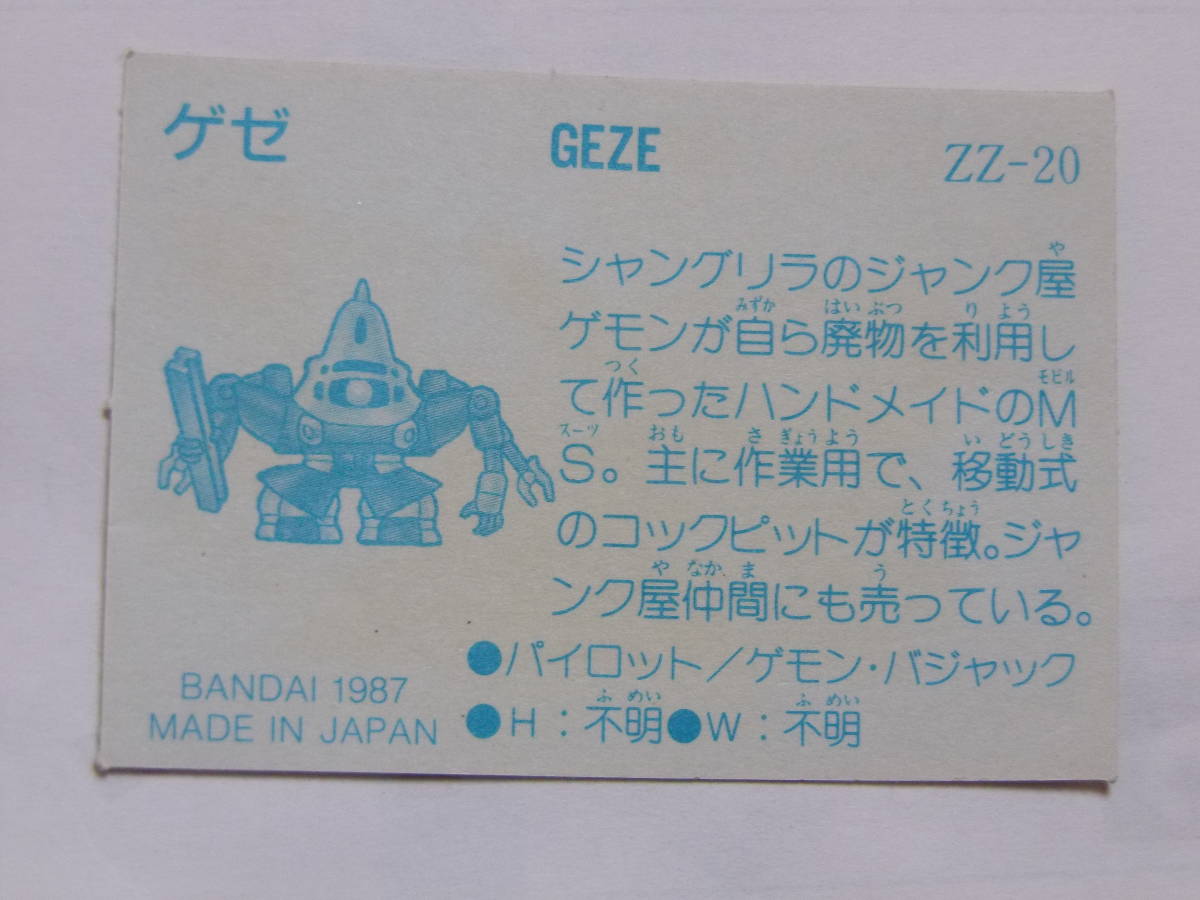 ゲゼ GEZE ZZ-20
シャングリラのジャンク屋
ゲモンが自ら廃物を利用し
て作ったハンドメイドのM
S。主に作業用で、移動式
のコックピットが特徴。ジャ
ンク屋仲間にも売っている。
●パイロット／ゲモン・バジャック
●H：不明●W：不明
BANDAI 1987
MADE IN JAPAN